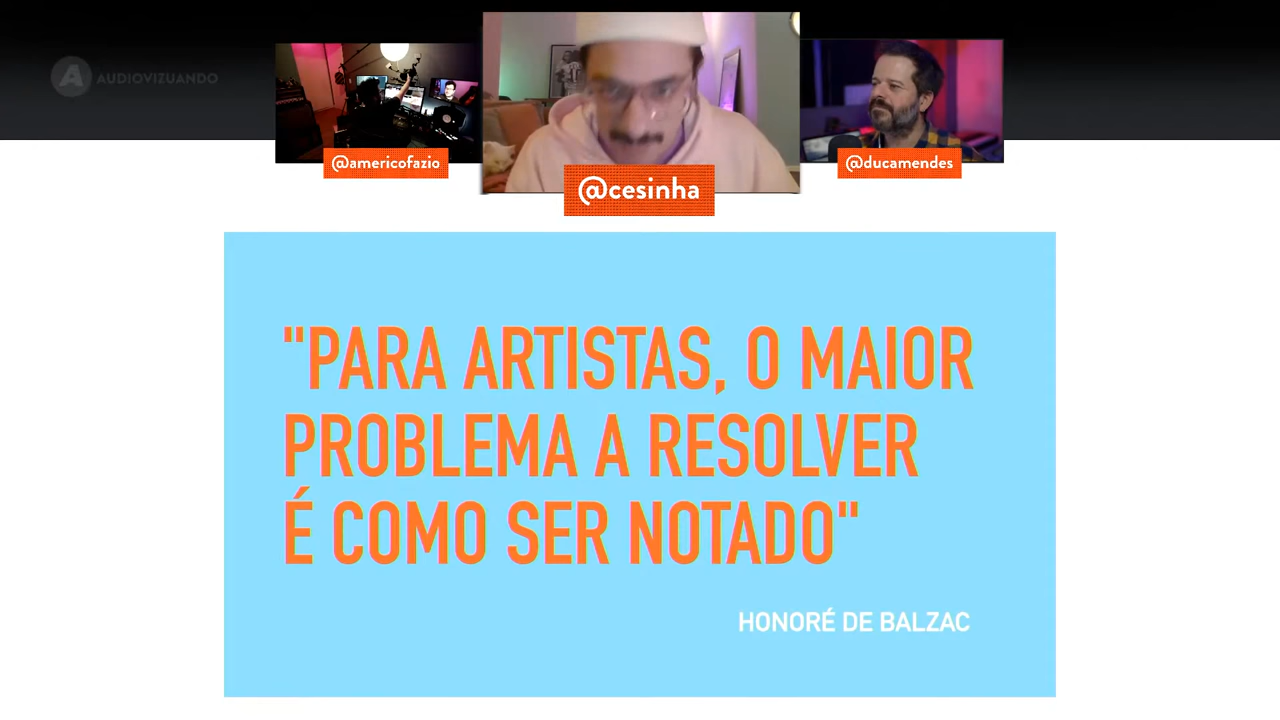 AUDIOVIZUANDO
@americofazio
@cesinha
@ducamendes
"PARA ARTISTAS, O MAIOR
PROBLEMA A RESOLVER
É COMO SER NOTADO"
HONORÉ DE BALZAC